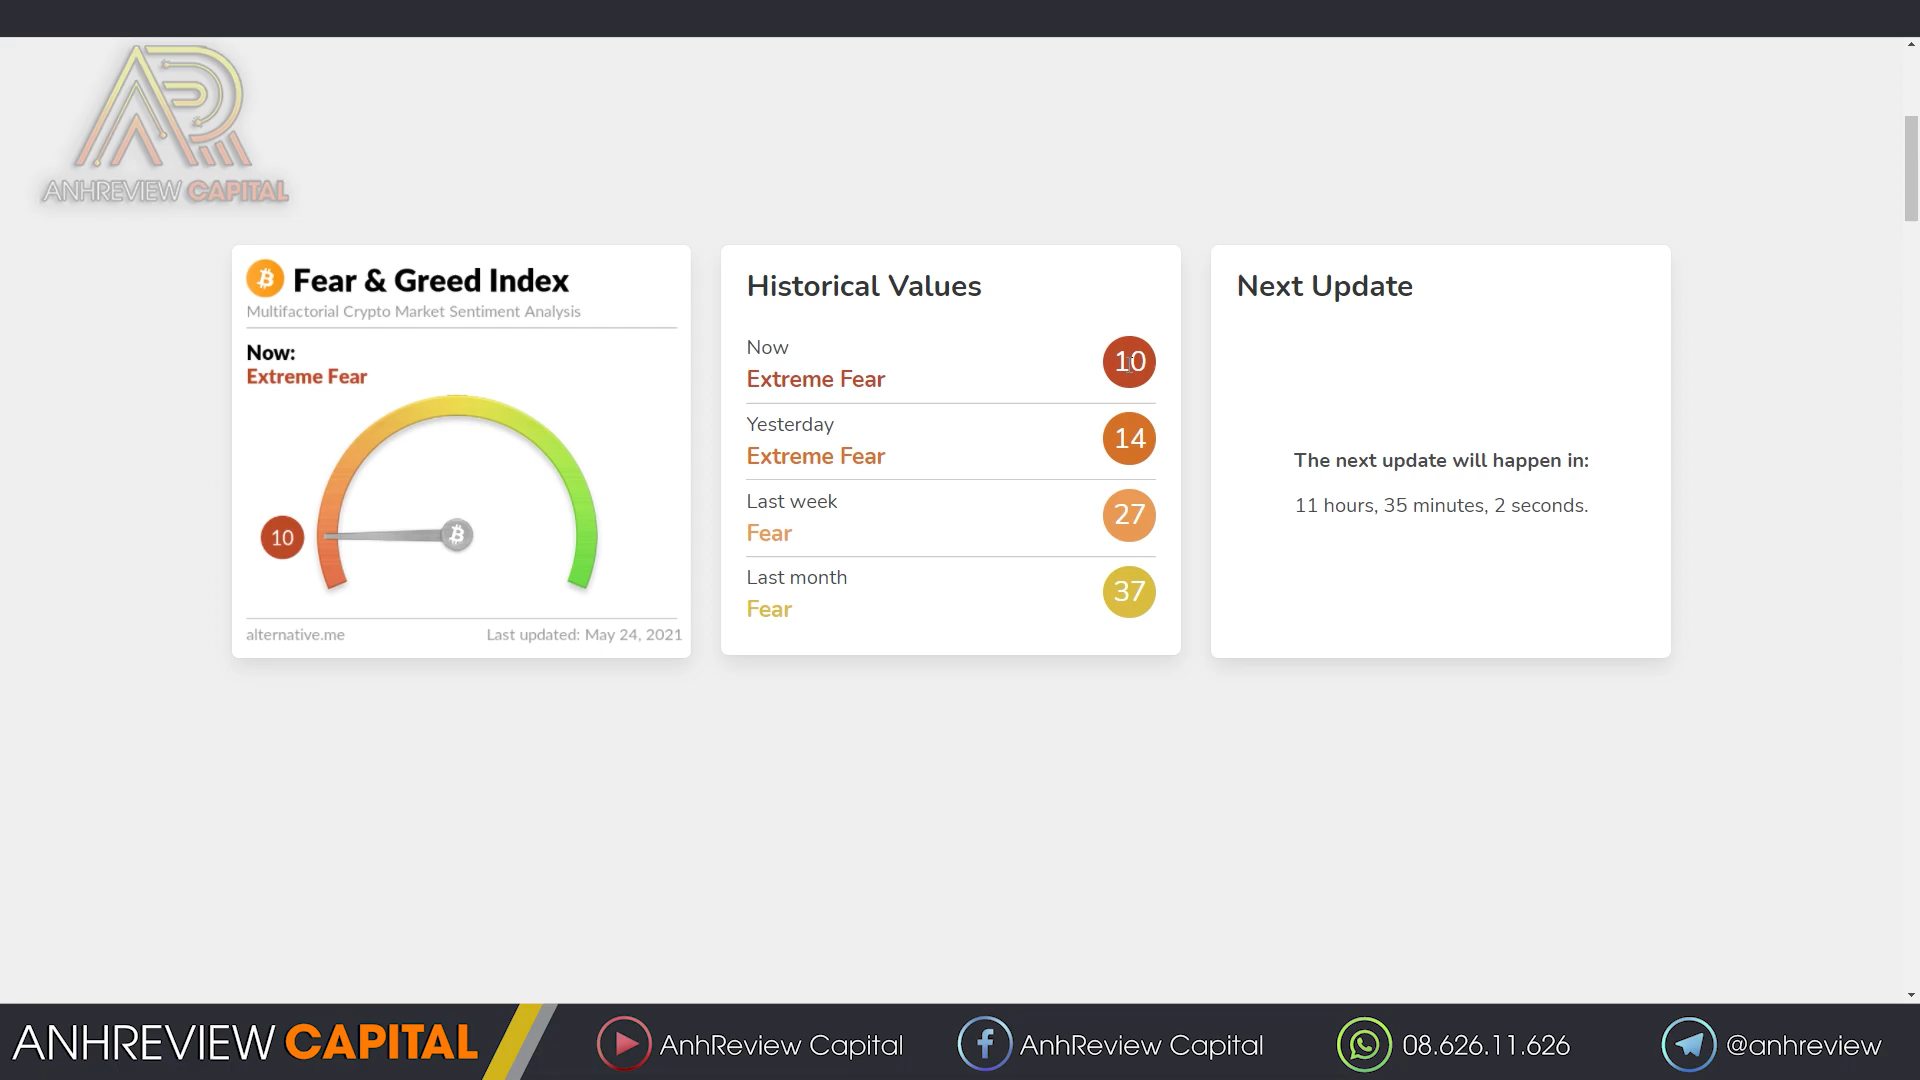 ANHREVIEW CAPITAL
Fear & Greed Index
Multifactorial Crypto Market Sentiment Analysis
Now:
Extreme Fear
10
alternative.me
Last updated: May 24, 2021
Historical Values
Now
Extreme Fear
10
Yesterday
Extreme Fear
14
Last week
Fear
27
Last month
Fear
37
Next Update
The next update will happen in:
11 hours, 35 minutes, 2 seconds.
ANHREVIEW CAPITAL
AnhReview Capital
AnhReview Capital
08.626.11.626
@anhreview